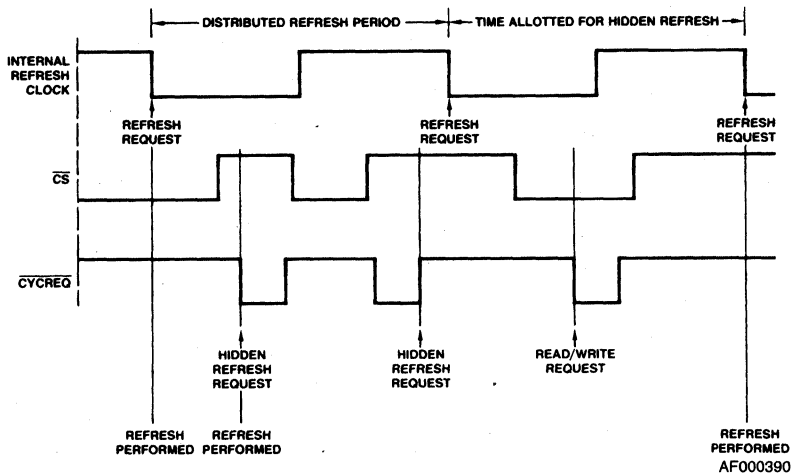 DISTRIBUTED REFRESH PERIOD
TIME ALLOTTED FOR HIDDEN REFRESH
INTERNAL
REFRESH
CLOCK
REFRESH
REQUEST
REFRESH
REQUEST
REFRESH
REQUEST
CS
CYCREQ
HIDDEN
REFRESH
REQUEST
HIDDEN
REFRESH
REQUEST
READ/WRITE
REQUEST
REFRESH
PERFORMED
REFRESH
PERFORMED
REFRESH
PERFORMED
AF000390